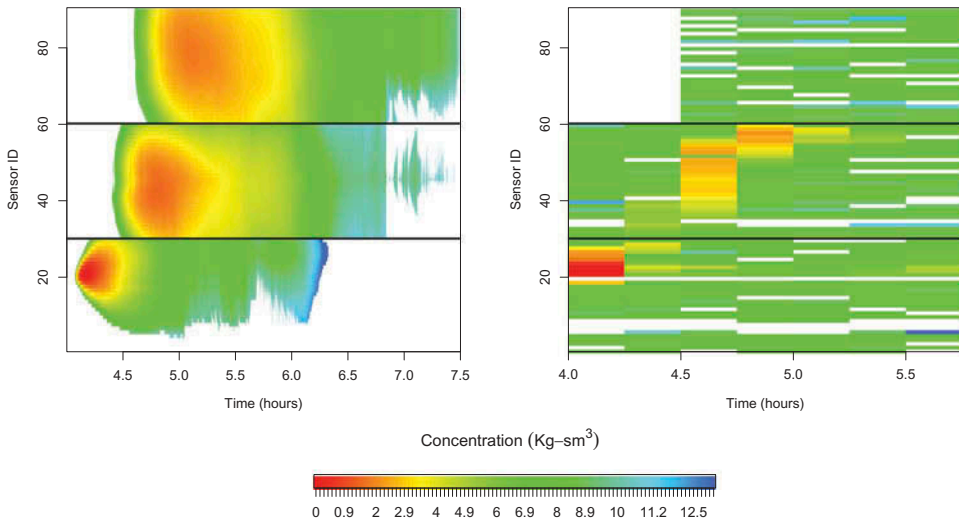 Sensor ID
80
60
40
20
4.5 5.0 5.5 6.0 6.5 7.0 7.5
Time (hours)
Sensor ID
80
60
40
20
4.0 4.5 5.0 5.5
Time (hours)
Concentration (Kg–sm³)
0 0.9 2 2.9 4 4.9 6 6.9 8 8.9 10 11.2 12.5